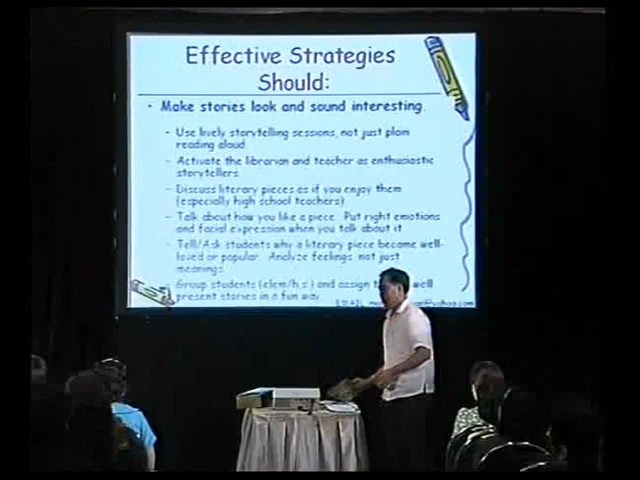 Effective Strategies
Should:
• Make stories look and sound interesting.
- Use lively storytelling sessions, not just plain
reading aloud.
- Activate the librarian and teacher as enthusiastic
storytellers.
- Discuss literary pieces as if you enjoy them
(especially high school teachers)
- Talk about how you like a piece. Put right emotions
and facial expression when you talk about it.
- Tell/Ask students why a literary piece became well-
loved or popular. Analyze feelings, not just
meanings.
- Group students (elem/h.s.) and assign well
present stories in a fun way
EMAIL @yahoo.com